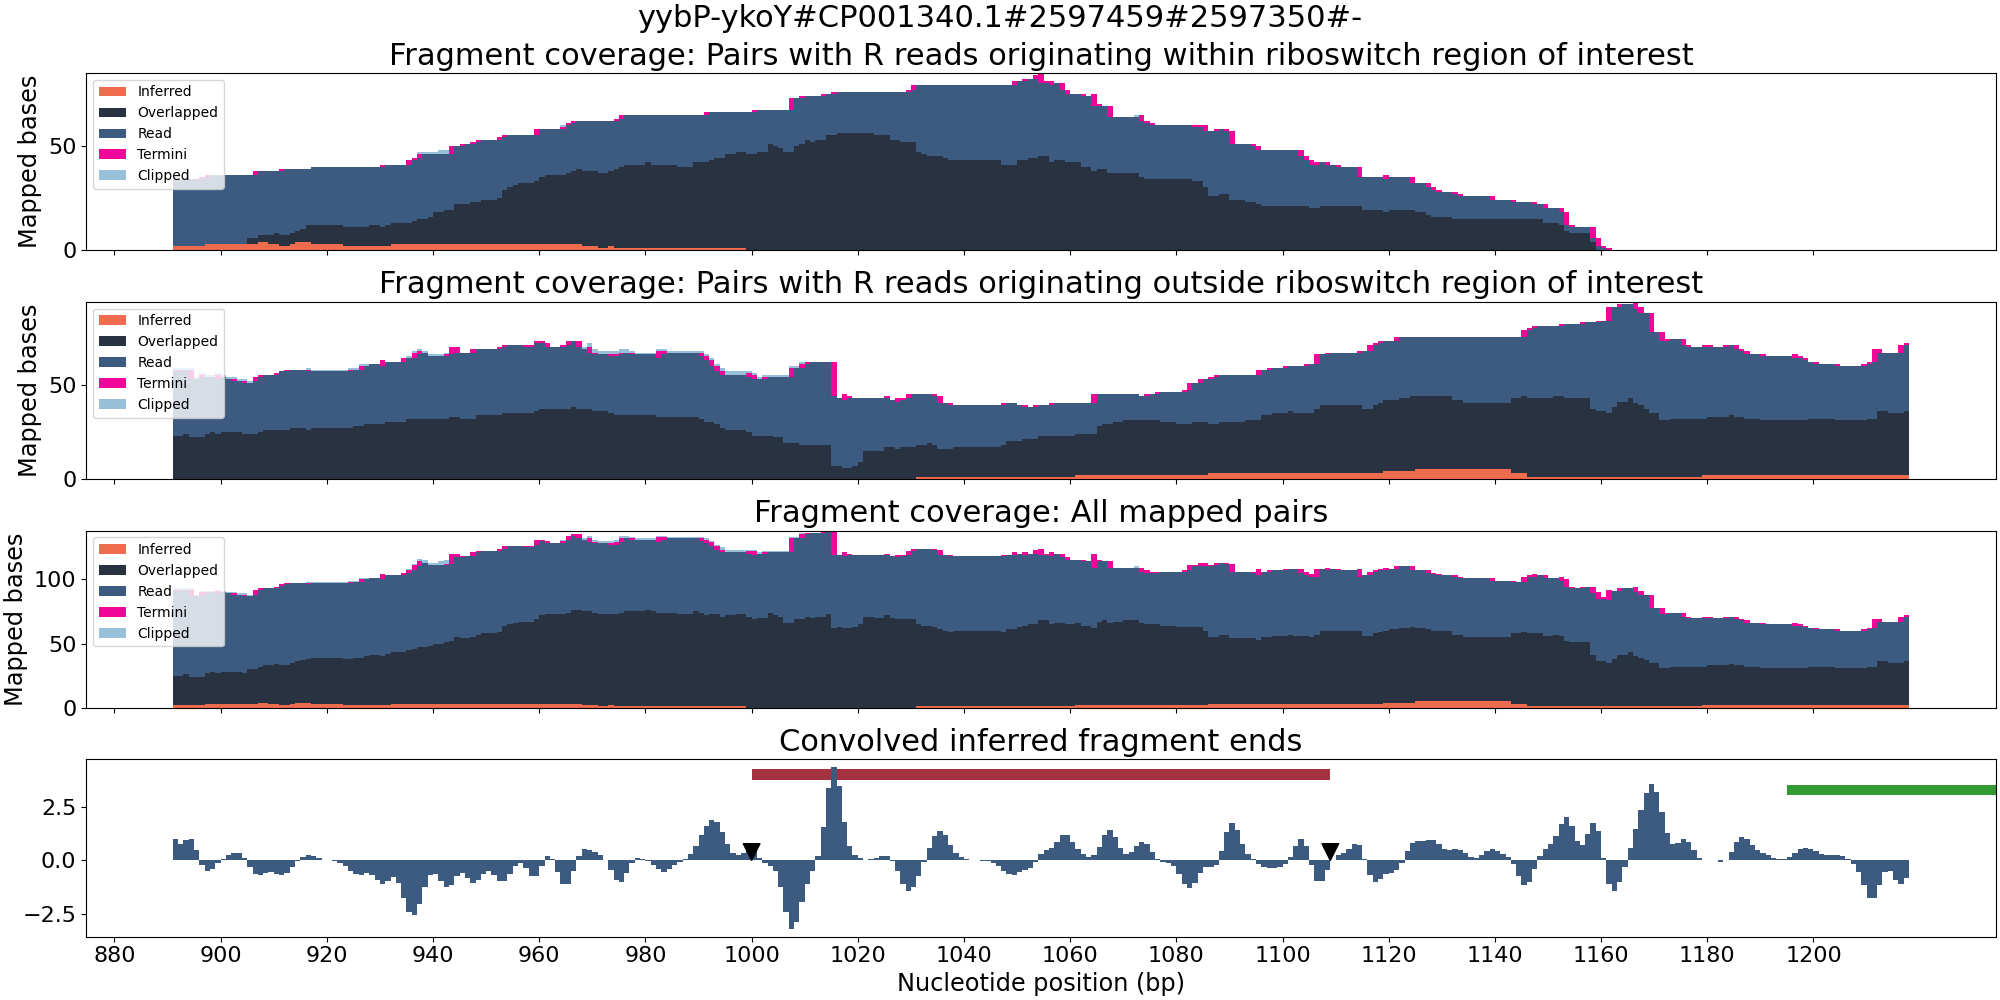 yybP-ykoY#CP001340.1#2597459#2597350#-
Fragment coverage: Pairs with R reads originating within riboswitch region of interest
Mapped bases
50
0
Inferred
Overlapped
Read
Termini
Clipped
Fragment coverage: Pairs with R reads originating outside riboswitch region of interest
Mapped bases
50
0
Inferred
Overlapped
Read
Termini
Clipped
Fragment coverage: All mapped pairs
Mapped bases
100
50
0
Inferred
Overlapped
Read
Termini
Clipped
Convolved inferred fragment ends
2.5
0.0
−2.5
880 900 920 940 960 980 1000 1020 1040 1060 1080 1100 1120 1140 1160 1180 1200
Nucleotide position (bp)